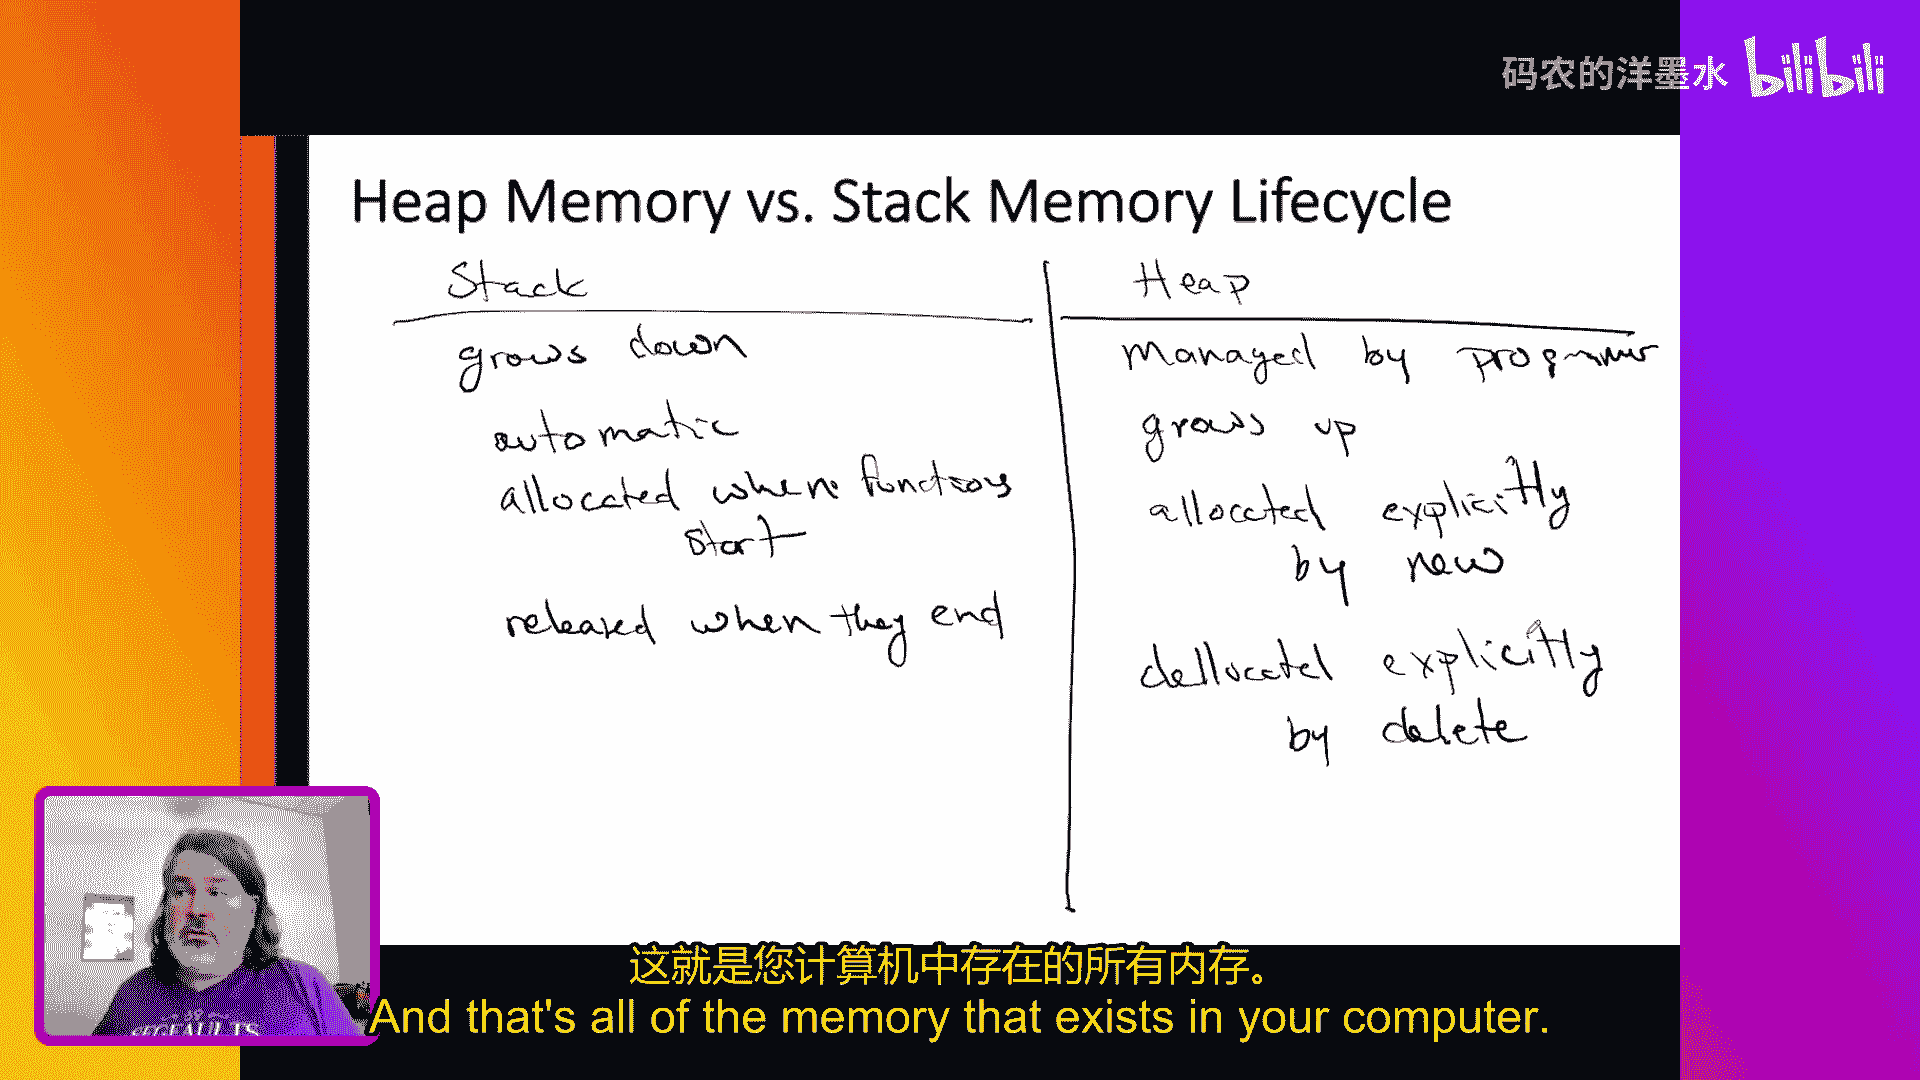 码农的洋墨水 bilibili
Heap Memory vs. Stack Memory Lifecycle
Stack
grows down
automatic
allocated when functions
start
released when they end
Heap
managed by
grows up
allocated explicitly
by new
dellocated explicitly
by delete
SEGFAULTS
这就是您计算机中存在的所有内存。
And that's all of the memory that exists in your computer.